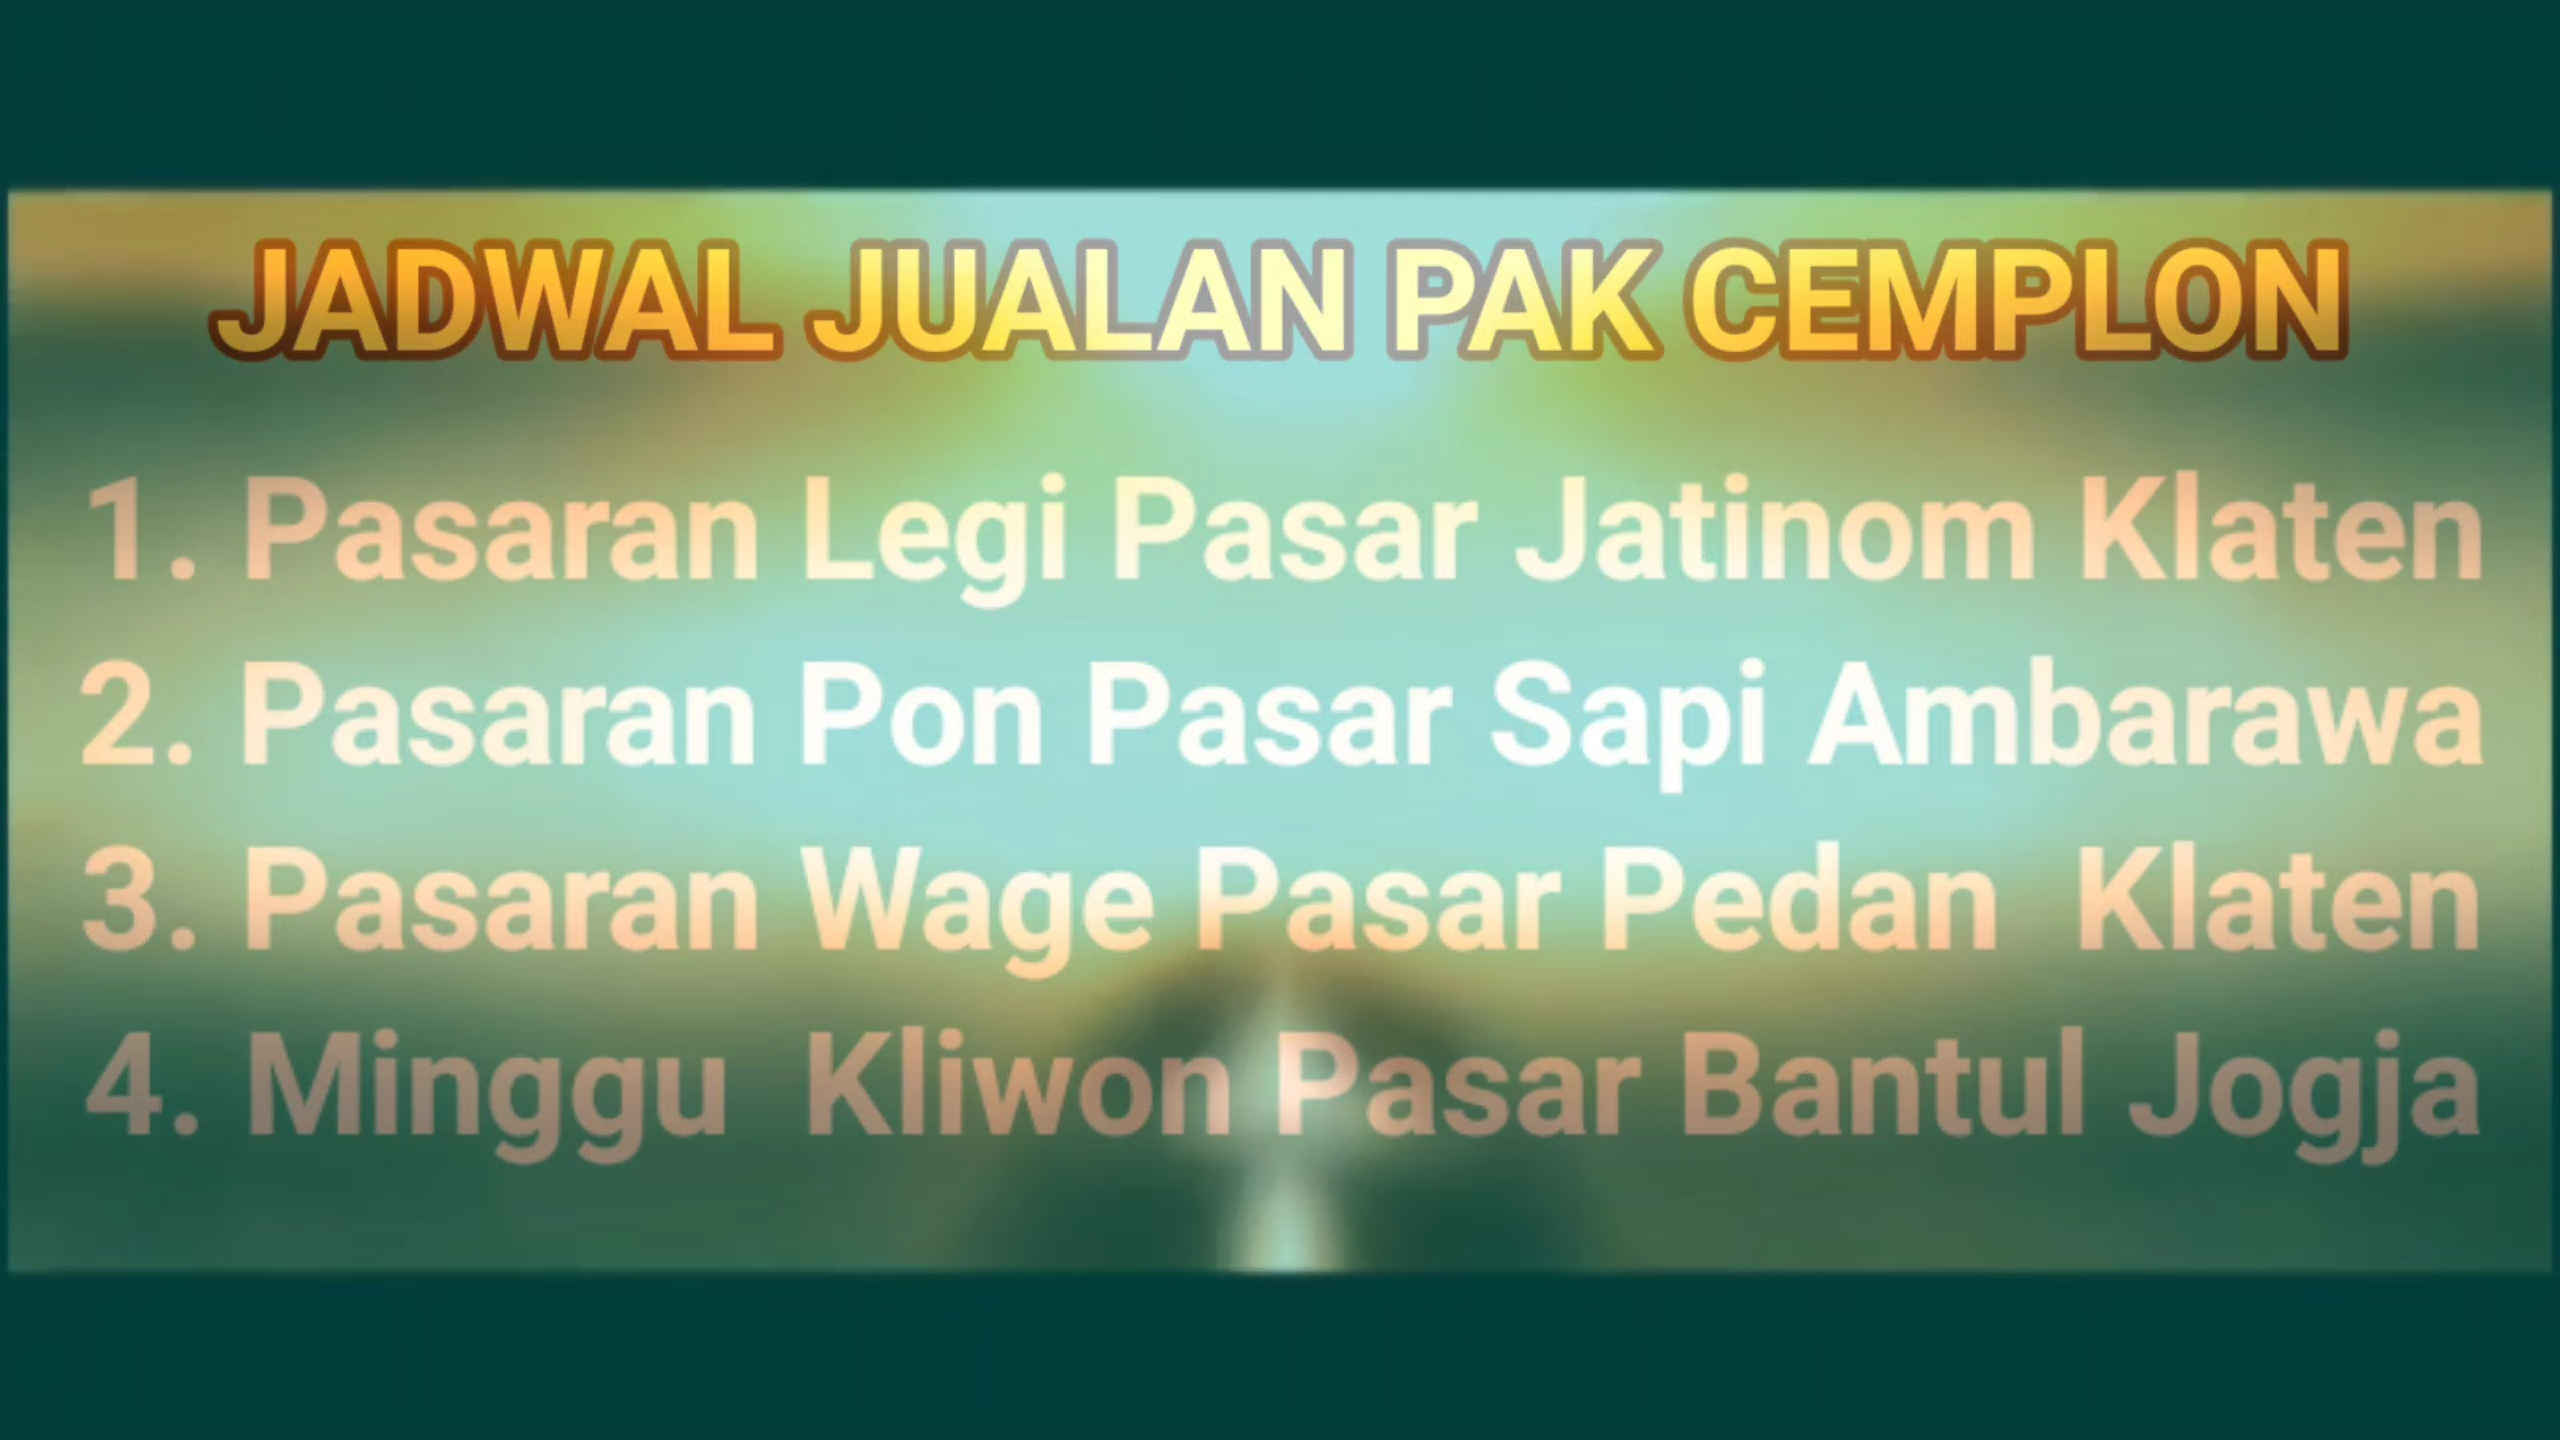 JADWAL JUALAN PAK CEMPLON
1. Pasaran Legi Pasar Jatinom Klaten
2. Pasaran Pon Pasar Sapi Ambarawa
3. Pasaran Wage Pasar Pedan Klaten
4. Minggu Kliwon Pasar Bantul Jogja